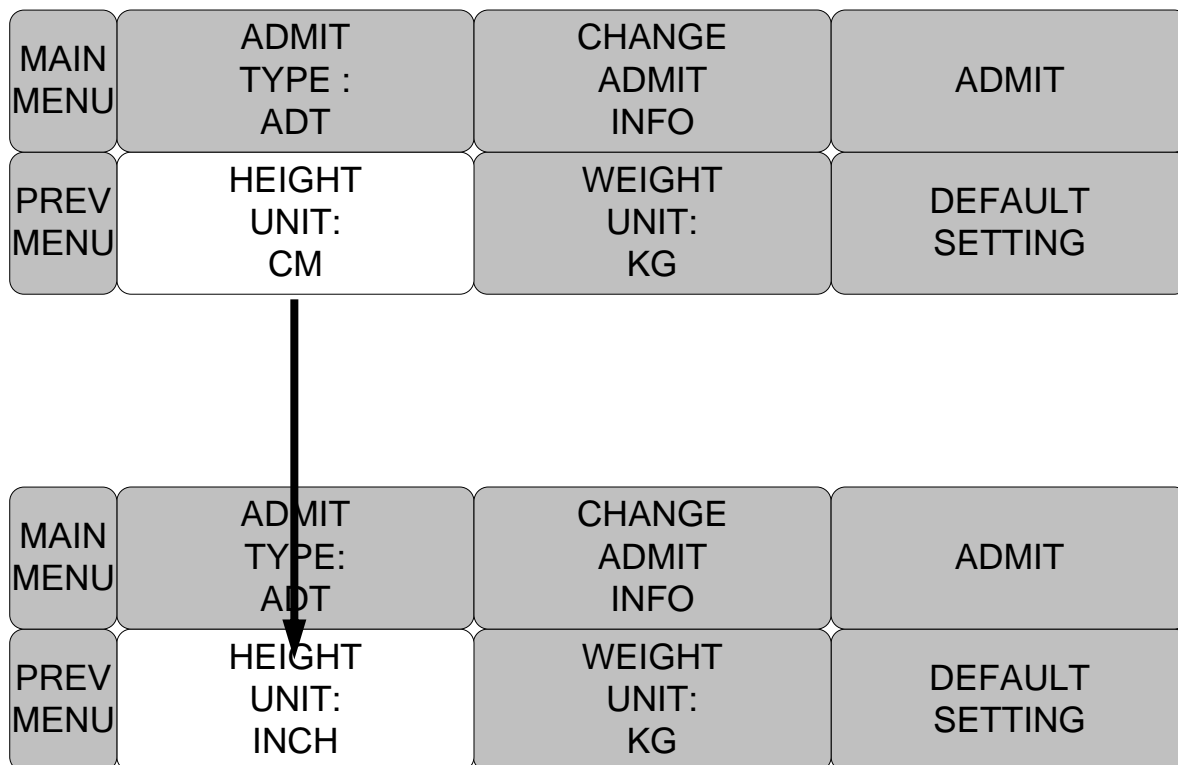 MAIN
MENU
ADMIT
TYPE :
ADT
CHANGE
ADMIT
INFO
ADMIT
PREV
MENU
HEIGHT
UNIT:
CM
WEIGHT
UNIT:
KG
DEFAULT
SETTING
MAIN
MENU
ADMIT
TYPE:
ADT
CHANGE
ADMIT
INFO
ADMIT
PREV
MENU
HEIGHT
UNIT:
INCH
WEIGHT
UNIT:
KG
DEFAULT
SETTING